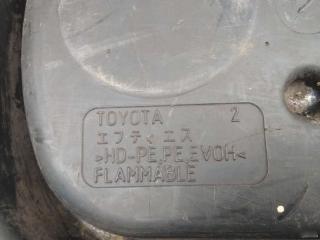 TOYOTA 2
エフティエス
>HD-PE,PE,EVOH<
FLAMMABLE